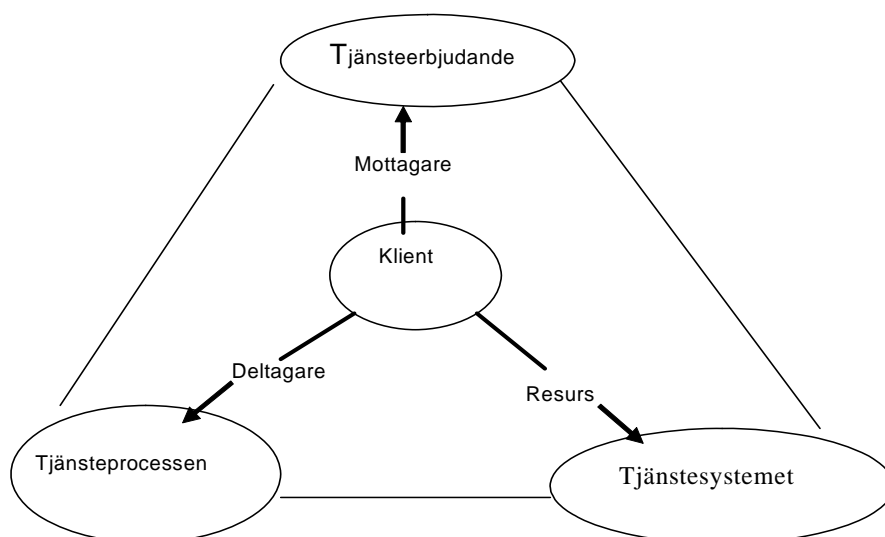 Tjänsteerbjudande
Mottagare
Klient
Deltagare
Resurs
Tjänsteprocessen
Tjänstesystemet